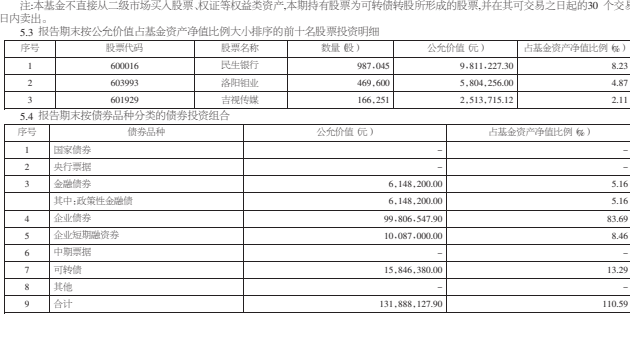 注:本基金不直接从二级市场买入股票、权证等权益类资产,本期持有股票为可转债转股所形成的股票,并在其可交易之日起的30 个交易
日内卖出。
5.3 报告期末按公允价值占基金资产净值比例大小排序的前十名股票投资明细
序号 股票代码 股票名称 数量(股) 公允价值(元) 占基金资产净值比例(%)
1 600016 民生银行 987,045 9,811,227.30 8.23
2 603993 洛阳钼业 469,600 5,804,256.00 4.87
3 601929 吉视传媒 166,251 2,513,715.12 2.11
5.4 报告期末按债券品种分类的债券投资组合
序号 债券品种 公允价值(元) 占基金资产净值比例(%)
1 国家债券 - -
2 央行票据 - -
3 金融债券 6,148,200.00 5.16
其中:政策性金融债 6,148,200.00 5.16
4 企业债券 99,806,547.90 83.69
5 企业短期融资券 10,087,000.00 8.46
6 中期票据 - -
7 可转债 15,846,380.00 13.29
8 其他 - -
9 合计 131,888,127.90 110.59